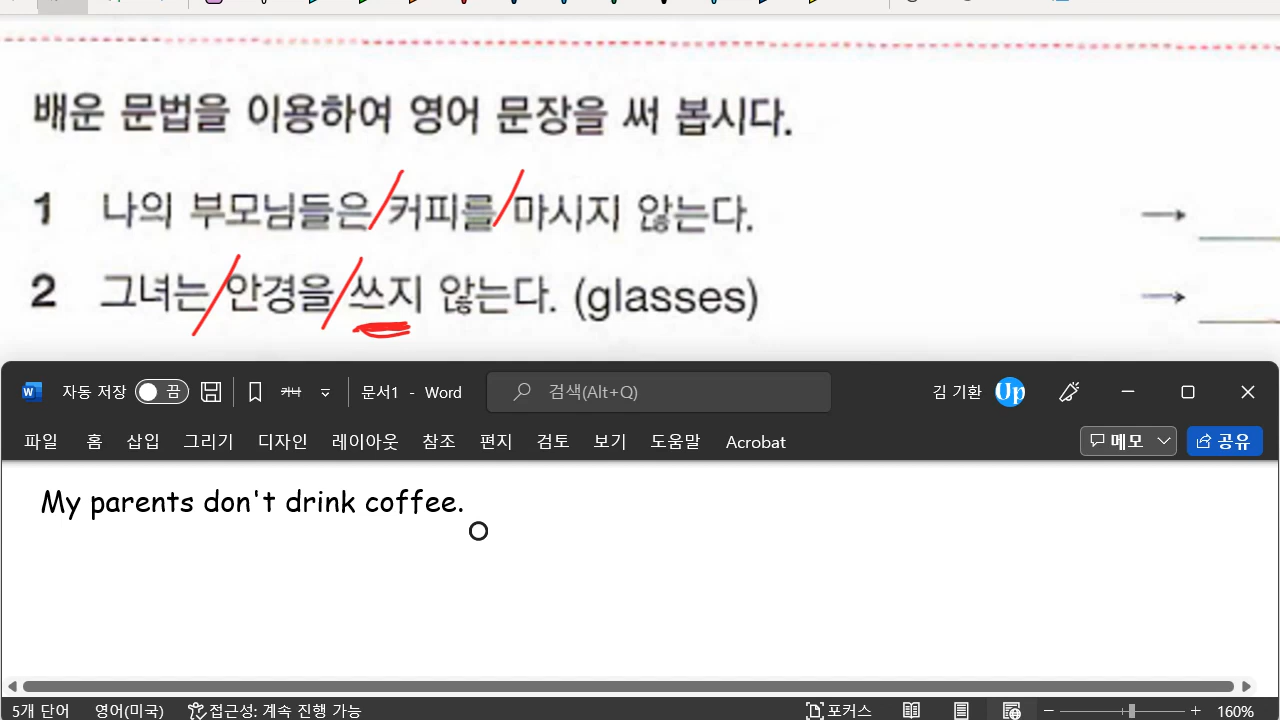 배운 문법을 이용하여 영어 문장을 써 봅시다.
1 나의 부모님들은 커피를 마시지 않는다. →
2 그녀는 안경을 쓰지 않는다. (glasses) →
자동 저장 끔 가나 문서1 - Word 검색(Alt+Q) 김 기환 Up
파일 홈 삽입 그리기 디자인 레이아웃 참조 편지 검토 보기 도움말 Acrobat 메모 공유
My parents don't drink coffee.
5개 단어 영어(미국) 접근성: 계속 진행 가능 포커스 160%